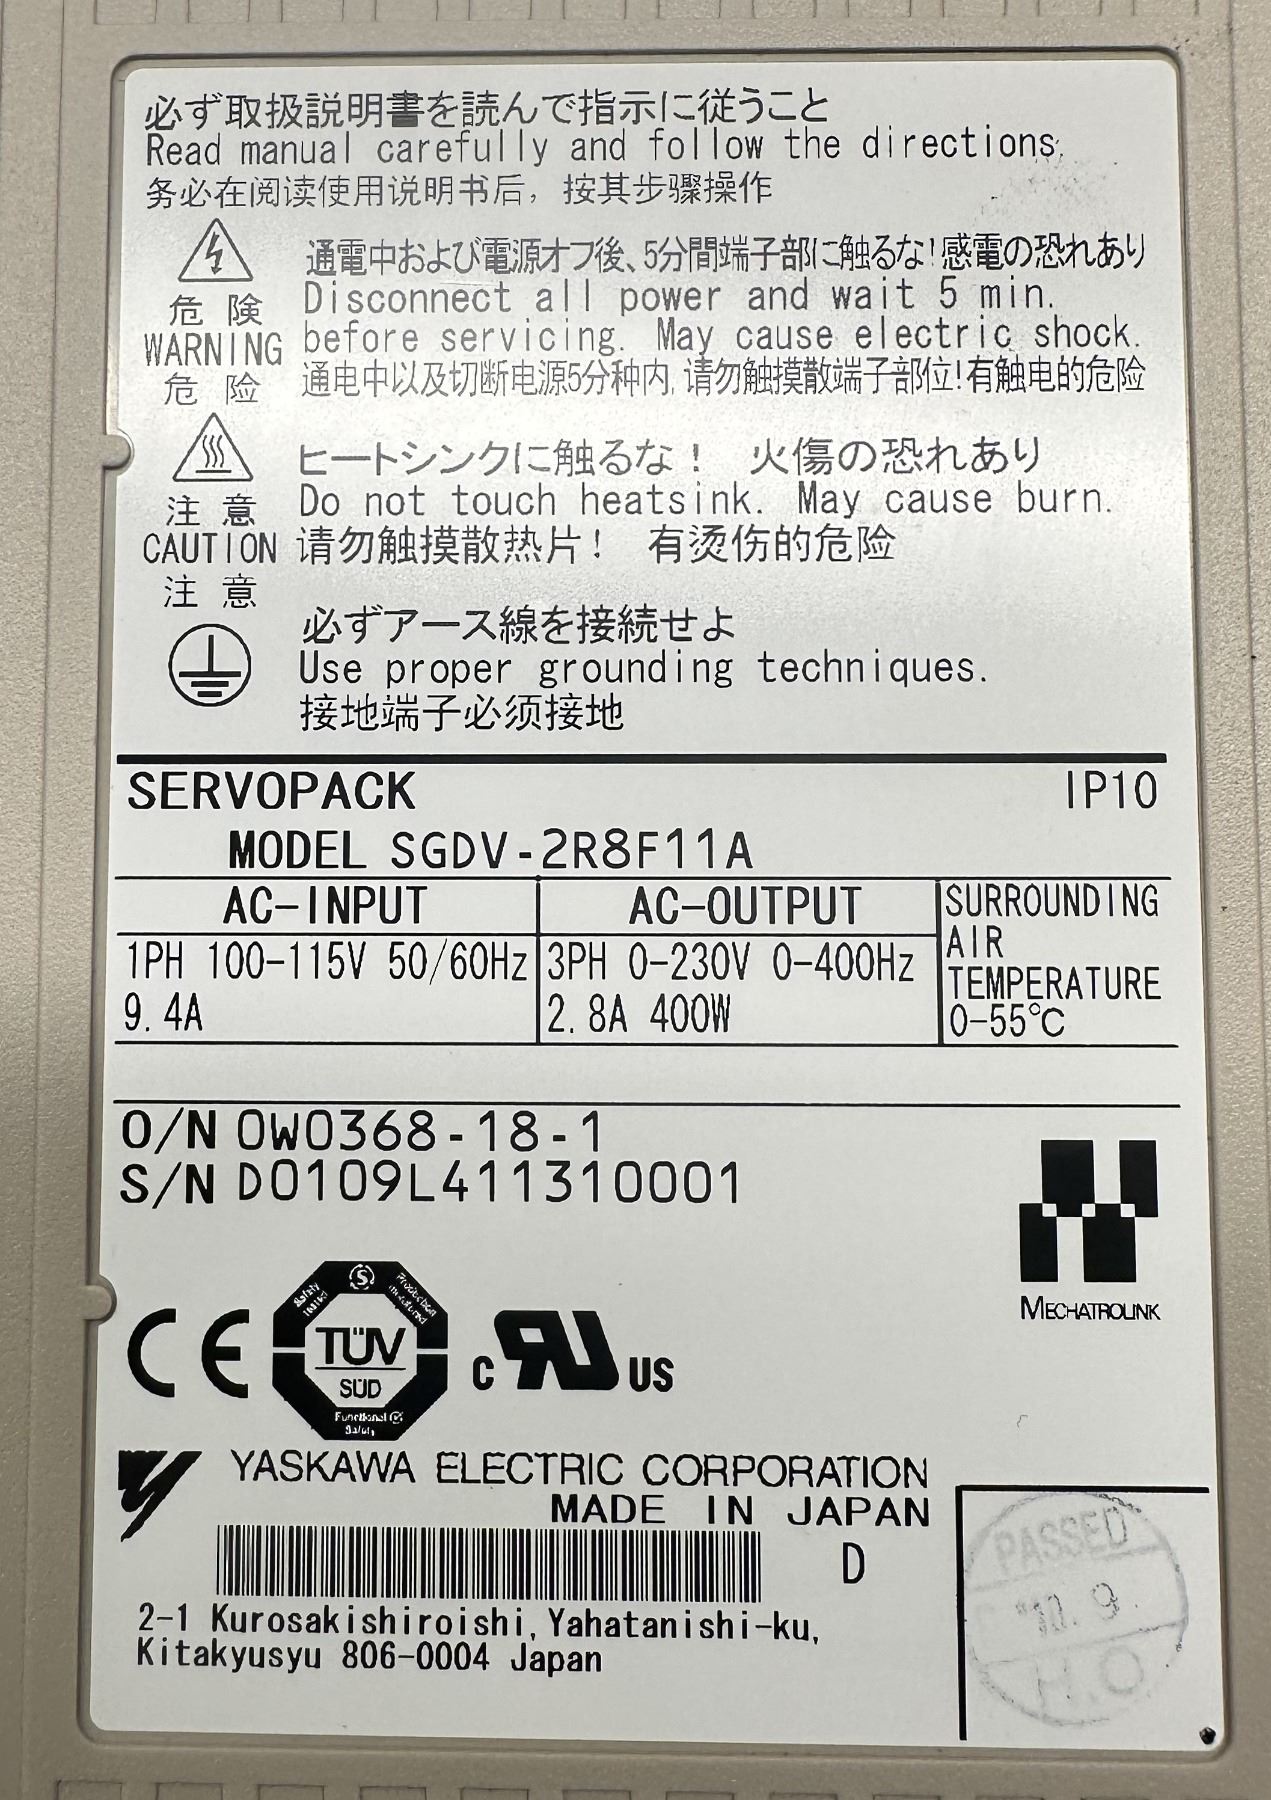 必ず取扱説明書を読んで指示に従うこと
Read manual carefully and follow the directions.
务必在阅读使用说明书后，按其步骤操作
通電中および電源オフ後、5分間端子部に触るな!感電の恐れあり
危険 Disconnect all power and wait 5 min.
WARNING before servicing. May cause electric shock.
危险 通电中以及切断电源5分种内,请勿触摸散端子部位!有触电的危险
ヒートシンクに触るな! 火傷の恐れあり
注意 Do not touch heatsink. May cause burn.
CAUTION 请勿触摸散热片! 有烫伤的危险
注意
必ずアース線を接続せよ
Use proper grounding techniques.
接地端子必须接地
SERVOPACK IP10
MODEL SGDV-2R8F11A
AC-INPUT AC-OUTPUT SURROUNDING
AIR
1PH 100-115V 50/60Hz 3PH 0-230V 0-400Hz TEMPERATURE
9.4A 2.8A 400W 0-55℃
O/N 0W0368-18-1
S/N D0109L411310001
MECHATROLINK
CE
Safety tested
S
Production monitored
TÜV
SÜD
Functional
Safety
c RU US
YASKAWA ELECTRIC CORPORATION
MADE IN JAPAN
D
2-1 Kurosakishiroishi, Yahatanishi-ku,
Kitakyusyu 806-0004 Japan
PASSED
'10. 9.
H.O